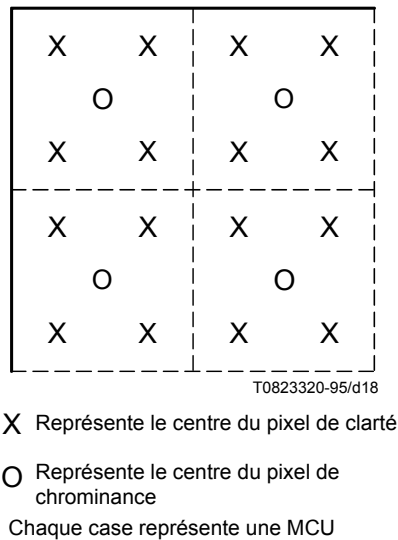 X X X X
O O
X X X X
X X X X
O O
X X X X
T0823320-95/d18
X Représente le centre du pixel de clarté
O Représente le centre du pixel de
chrominance
Chaque case représente une MCU